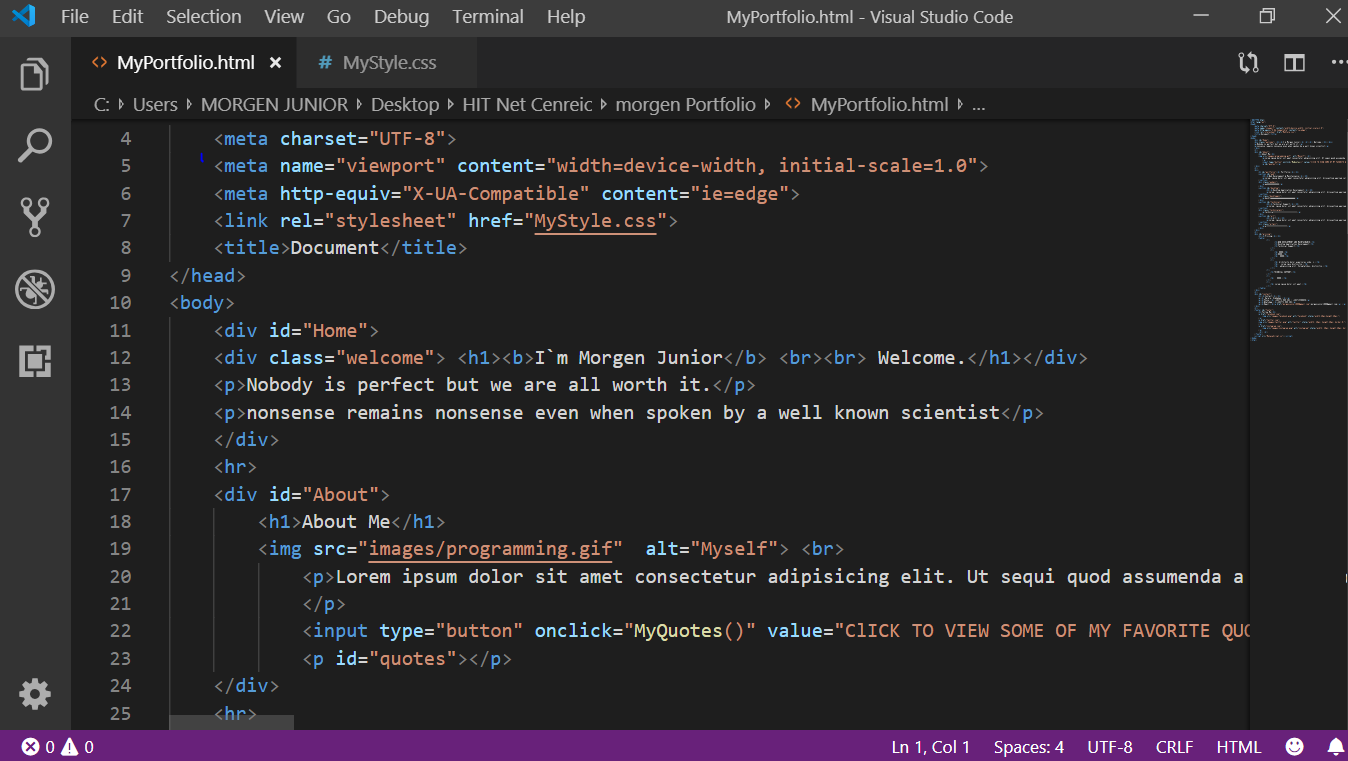 File Edit Selection View Go Debug Terminal Help MyPortfolio.html - Visual Studio Code
<> MyPortfolio.html × # MyStyle.css
C: Users MORGEN JUNIOR Desktop HIT Net Cenreic morgen Portfolio <> MyPortfolio.html ...
4 <meta charset="UTF-8">
5 <meta name="viewport" content="width=device-width, initial-scale=1.0">
6 <meta http-equiv="X-UA-Compatible" content="ie=edge">
7 <link rel="stylesheet" href="MyStyle.css">
8 <title>Document</title>
9 </head>
10 <body>
11 <div id="Home">
12 <div class="welcome"> <h1><b>I`m Morgen Junior</b> <br><br> Welcome.</h1></div>
13 <p>Nobody is perfect but we are all worth it.</p>
14 <p>nonsense remains nonsense even when spoken by a well known scientist</p>
15 </div>
16 <hr>
17 <div id="About">
18 <h1>About Me</h1>
19 <img src="images/programming.gif"  alt="Myself"> <br>
20 <p>Lorem ipsum dolor sit amet consectetur adipisicing elit. Ut sequi quod assumenda a
21 </p>
22 <input type="button" onclick="MyQuotes()" value="ClICK TO VIEW SOME OF MY FAVORITE QUO
23 <p id="quotes"></p>
24 </div>
25 <hr>
0 0 Ln 1, Col 1 Spaces: 4 UTF-8 CRLF HTML